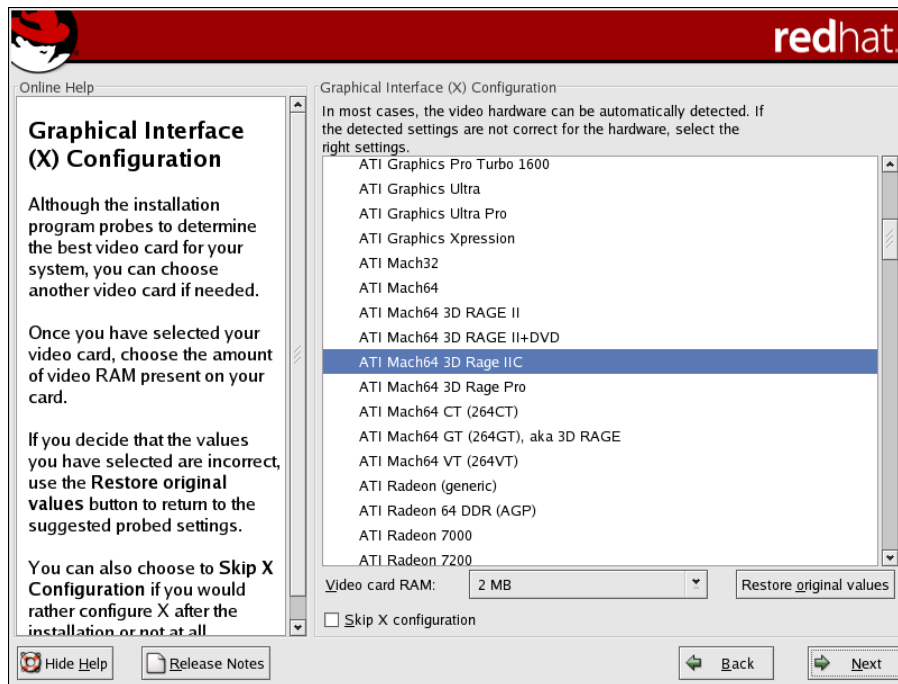 redhat.
Online Help
Graphical Interface
(X) Configuration
Although the installation
program probes to determine
the best video card for your
system, you can choose
another video card if needed.
Once you have selected your
video card, choose the amount
of video RAM present on your
card.
If you decide that the values
you have selected are incorrect,
use the Restore original
values button to return to the
suggested probed settings.
You can also choose to Skip X
Configuration if you would
rather configure X after the
installation or not at all
Graphical Interface (X) Configuration
In most cases, the video hardware can be automatically detected. If
the detected settings are not correct for the hardware, select the
right settings.
ATI Graphics Pro Turbo 1600
ATI Graphics Ultra
ATI Graphics Ultra Pro
ATI Graphics Xpression
ATI Mach32
ATI Mach64
ATI Mach64 3D RAGE II
ATI Mach64 3D RAGE II+DVD
ATI Mach64 3D Rage IIC
ATI Mach64 3D Rage Pro
ATI Mach64 CT (264CT)
ATI Mach64 GT (264GT), aka 3D RAGE
ATI Mach64 VT (264VT)
ATI Radeon (generic)
ATI Radeon 64 DDR (AGP)
ATI Radeon 7000
ATI Radeon 7200
Video card RAM: 2 MB Restore original values
Skip X configuration
Hide Help Release Notes Back Next